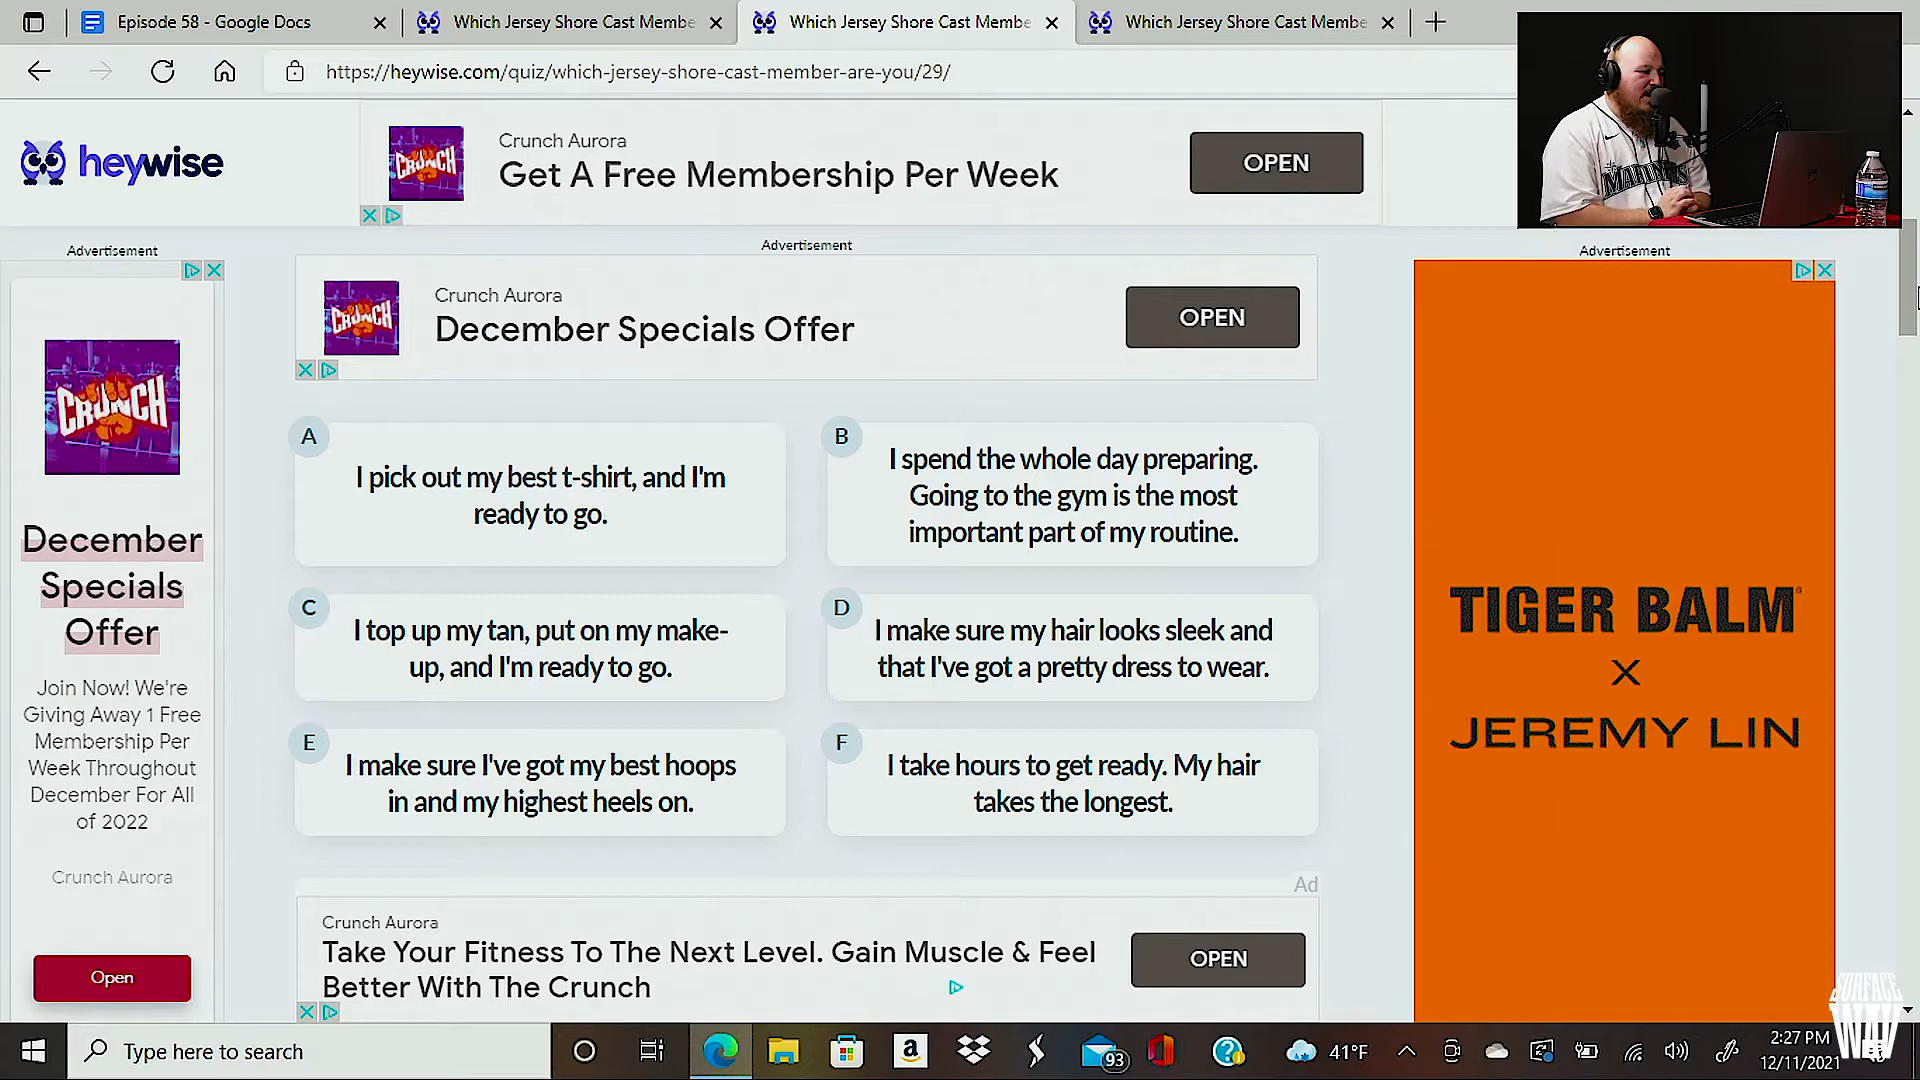 Episode 58 - Google Docs
Which Jersey Shore Cast Membe
Which Jersey Shore Cast Membe
Which Jersey Shore Cast Membe
https://heywise.com/quiz/which-jersey-shore-cast-member-are-you/29/
heywise
CRUNCH
Crunch Aurora
Get A Free Membership Per Week
OPEN
MARINERS
Advertisement
Advertisement
Advertisement
CRUNCH
Crunch Aurora
December Specials Offer
OPEN
CRUNCH
December
Specials
Offer
Join Now! We're
Giving Away 1 Free
Membership Per
Week Throughout
December For All
of 2022
Crunch Aurora
Open
A
I pick out my best t-shirt, and I'm
ready to go.
B
I spend the whole day preparing.
Going to the gym is the most
important part of my routine.
C
I top up my tan, put on my make-
up, and I'm ready to go.
D
I make sure my hair looks sleek and
that I've got a pretty dress to wear.
E
I make sure I've got my best hoops
in and my highest heels on.
F
I take hours to get ready. My hair
takes the longest.
TIGER BALM
X
JEREMY LIN
Ad
Crunch Aurora
Take Your Fitness To The Next Level. Gain Muscle & Feel
Better With The Crunch
OPEN
SURFACE
WAV
Type here to search
a
93
41°F
2:27 PM
12/11/2021